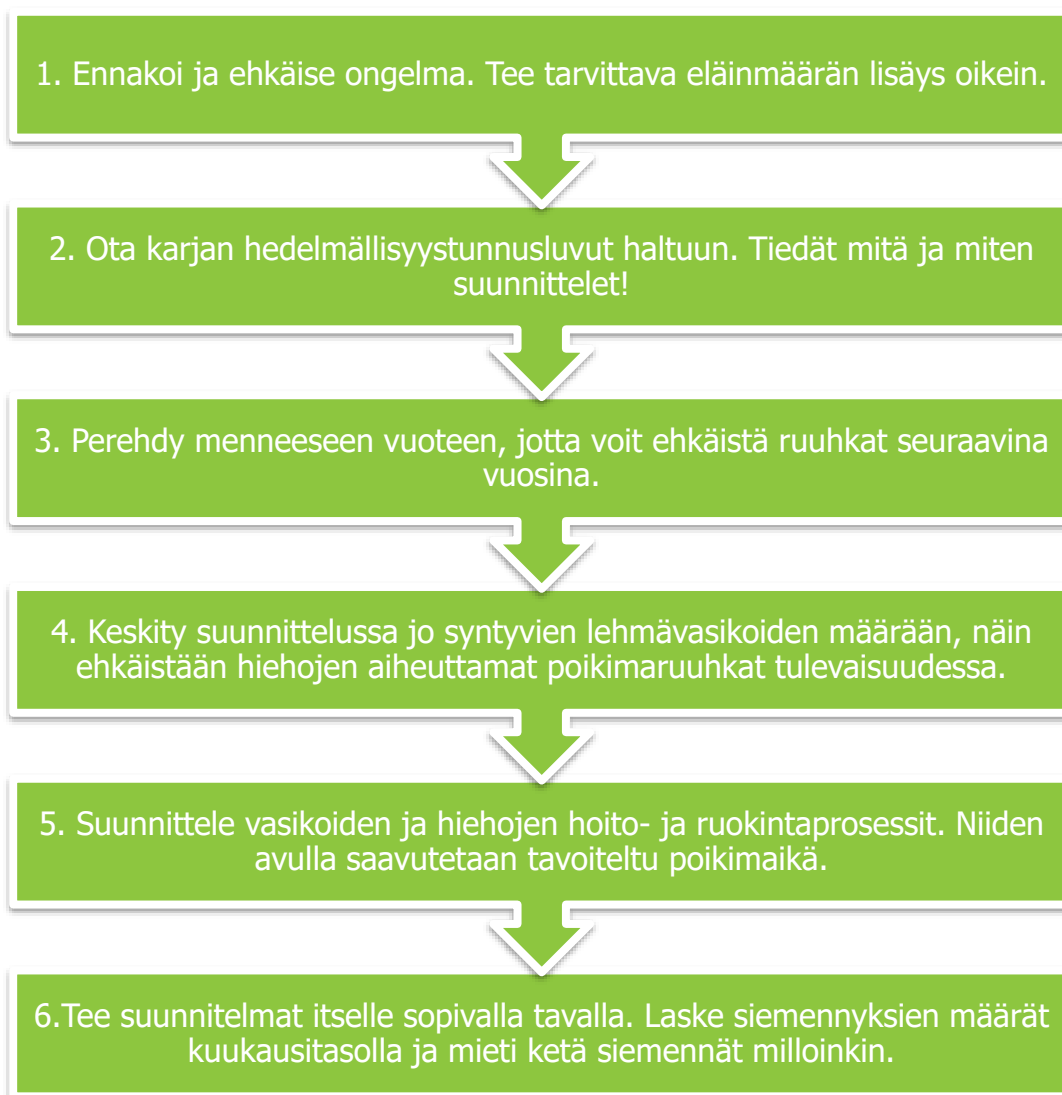 1. Ennakoi ja ehkäise ongelma. Tee tarvittava eläinmäärän lisäys oikein.
2. Ota karjan hedelmällisyystunnusluvut haltuun. Tiedät mitä ja miten
suunnittelet!
3. Perehdy menneeseen vuoteen, jotta voit ehkäistä ruuhkat seuraavina
vuosina.
4. Keskity suunnittelussa jo syntyvien lehmävasikoiden määrään, näin
ehkäistään hiehojen aiheuttamat poikimaruuhkat tulevaisuudessa.
5. Suunnittele vasikoiden ja hiehojen hoito- ja ruokintaprosessit. Niiden
avulla saavutetaan tavoiteltu poikimaikä.
6.Tee suunnitelmat itselle sopivalla tavalla. Laske siemennyksien määrät
kuukausitasolla ja mieti ketä siemennät milloinkin.